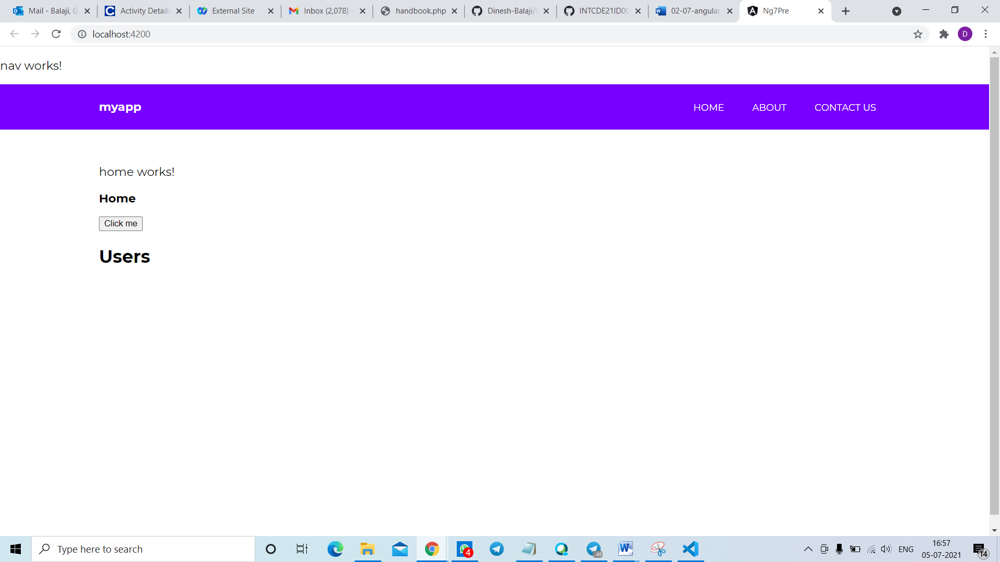 Mail - Balaji, G
Activity Details
External Site
Inbox (2,078) -
handbook.php
Dinesh-Balaji/
INTCDE21ID00
02-07-angular
Ng7Pre
localhost:4200
D
nav works!
myapp
HOME
ABOUT
CONTACT US
home works!
Home
Click me
Users
Type here to search
4
.48
ENG
16:57
05-07-2021
14